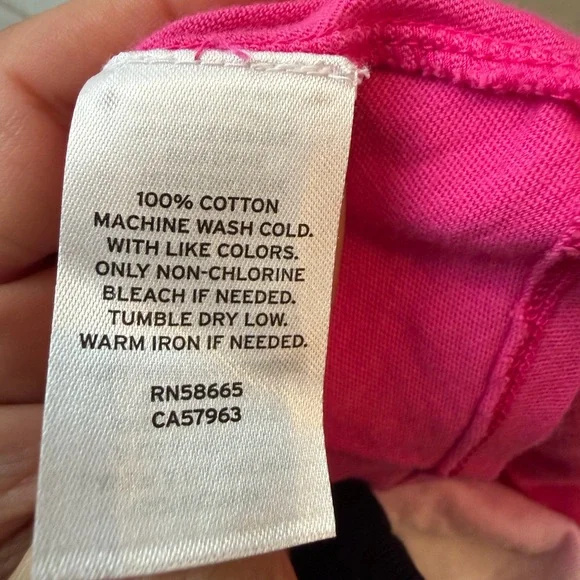 100% COTTON
MACHINE WASH COLD.
WITH LIKE COLORS.
ONLY NON-CHLORINE
BLEACH IF NEEDED.
TUMBLE DRY LOW.
WARM IRON IF NEEDED.
RN58665
CA57963